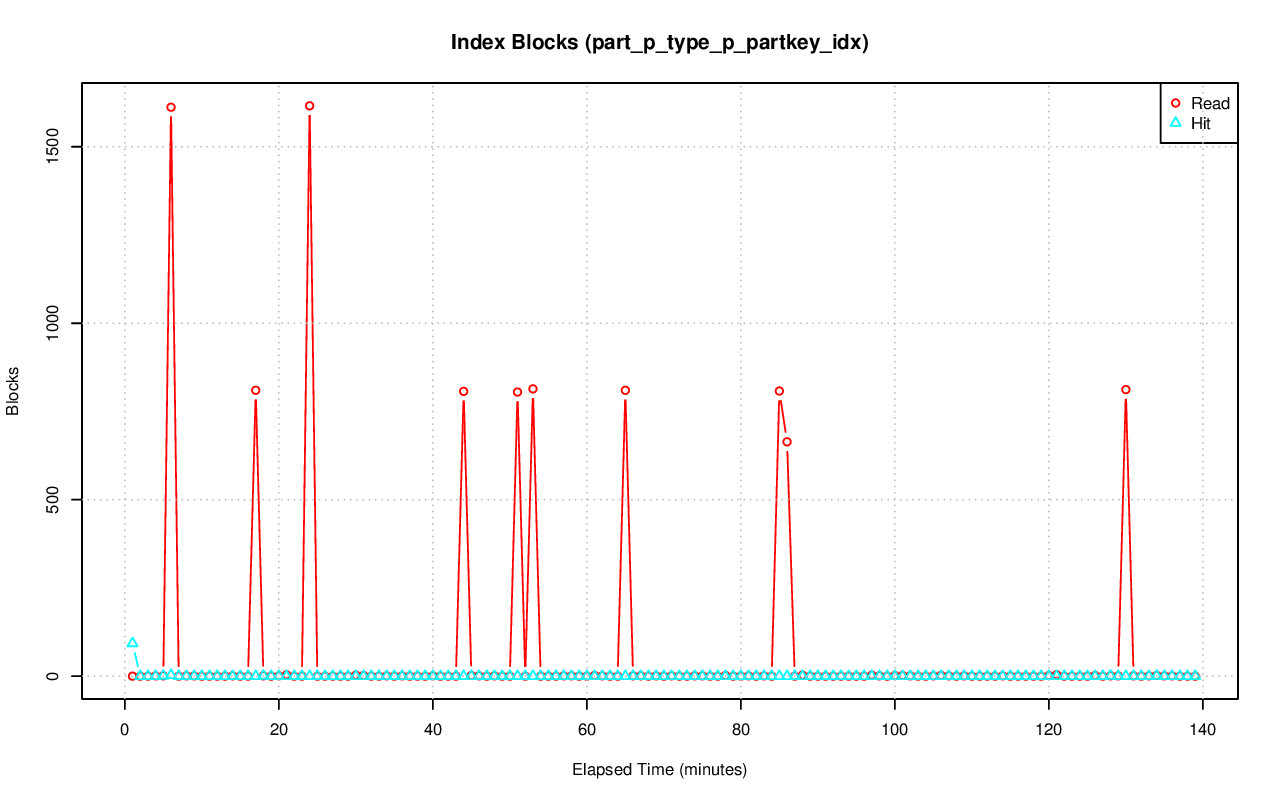 Index Blocks (part_p_type_p_partkey_idx)
Read
Hit
1500
1000
500
0
Blocks
0 20 40 60 80 100 120 140
Elapsed Time (minutes)